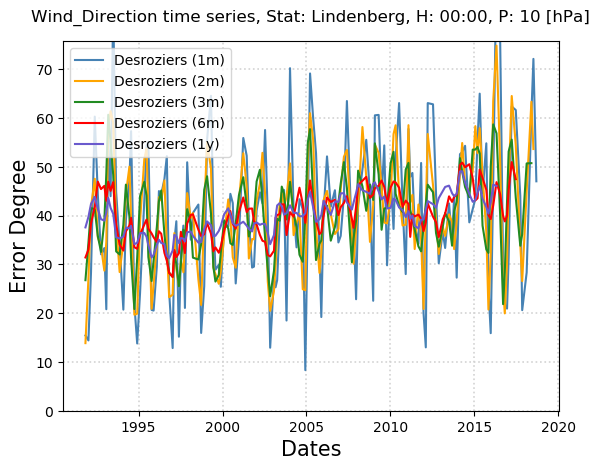 Wind_Direction time series, Stat: Lindenberg, H: 00:00, P: 10 [hPa]
Desroziers (1m)
Desroziers (2m)
Desroziers (3m)
Desroziers (6m)
Desroziers (1y)
Error Degree
70
60
50
40
30
20
10
0
1995
2000
2005
2010
2015
2020
Dates